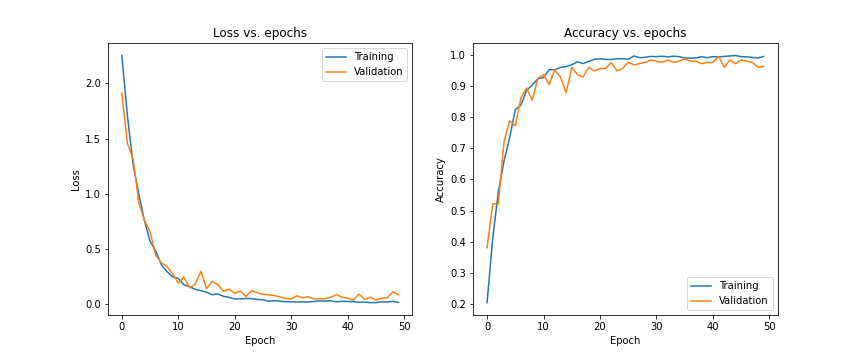 Loss vs. epochs
Training
Validation
2.0
1.5
1.0
0.5
0.0
Loss
0
10
20
30
40
50
Epoch
Accuracy vs. epochs
1.0
0.9
0.8
0.7
0.6
0.5
0.4
0.3
0.2
Accuracy
Training
Validation
0
10
20
30
40
50
Epoch